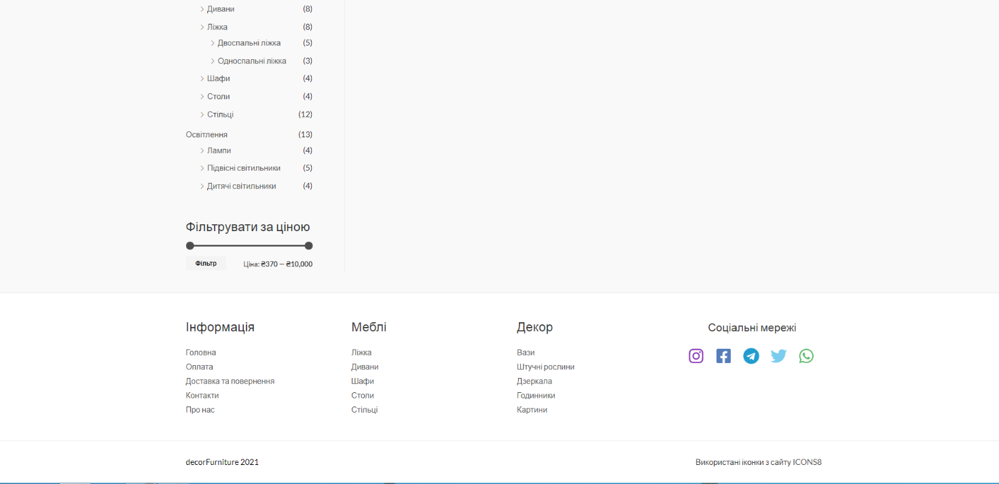 Дивани (8)
Ліжка (8)
Двоспальні ліжка (5)
Односпальні ліжка (3)
Шафи (4)
Столи (4)
Стільці (12)
Освітлення (13)
Лампи (4)
Підвісні світильники (5)
Дитячі світильники (4)
Фільтрувати за ціною
Фільтр Ціна: ₴370 — ₴10,000
Інформація
Головна
Оплата
Доставка та повернення
Контакти
Про нас
Меблі
Ліжка
Дивани
Шафи
Столи
Стільці
Декор
Вази
Штучні рослини
Дзеркала
Годинники
Картини
Соціальні мережі
decorFurniture 2021
Використані іконки з сайту ICONS8